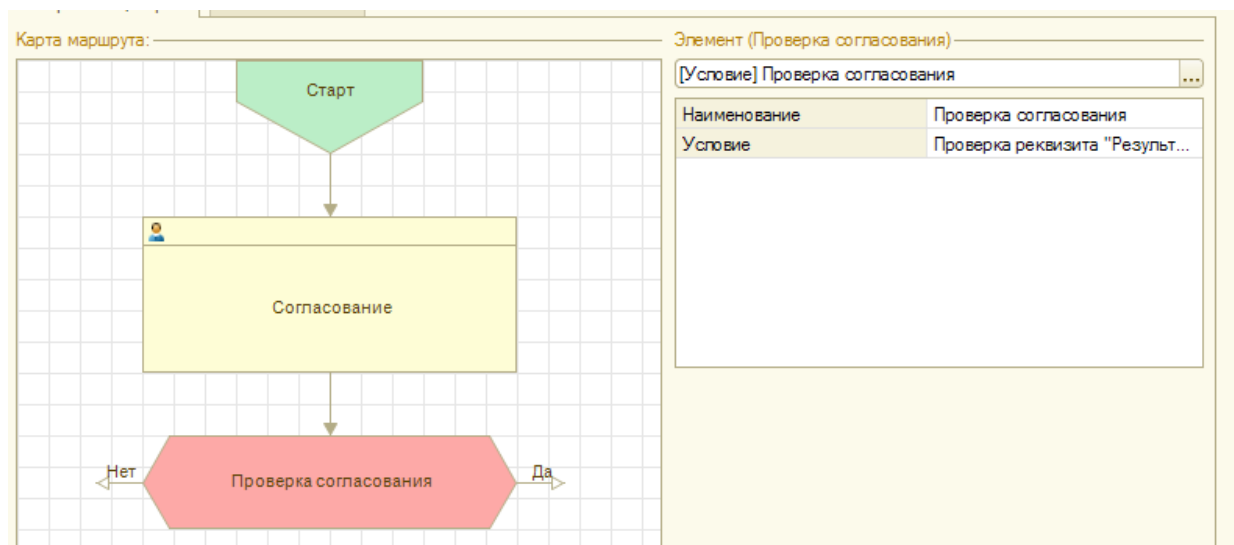 Карта маршрута:
Элемент (Проверка согласования)
[Условие] Проверка согласования
...
Старт
Наименование
Проверка согласования
Условие
Проверка реквизита "Результ...
Согласование
Нет
Проверка согласования
Да